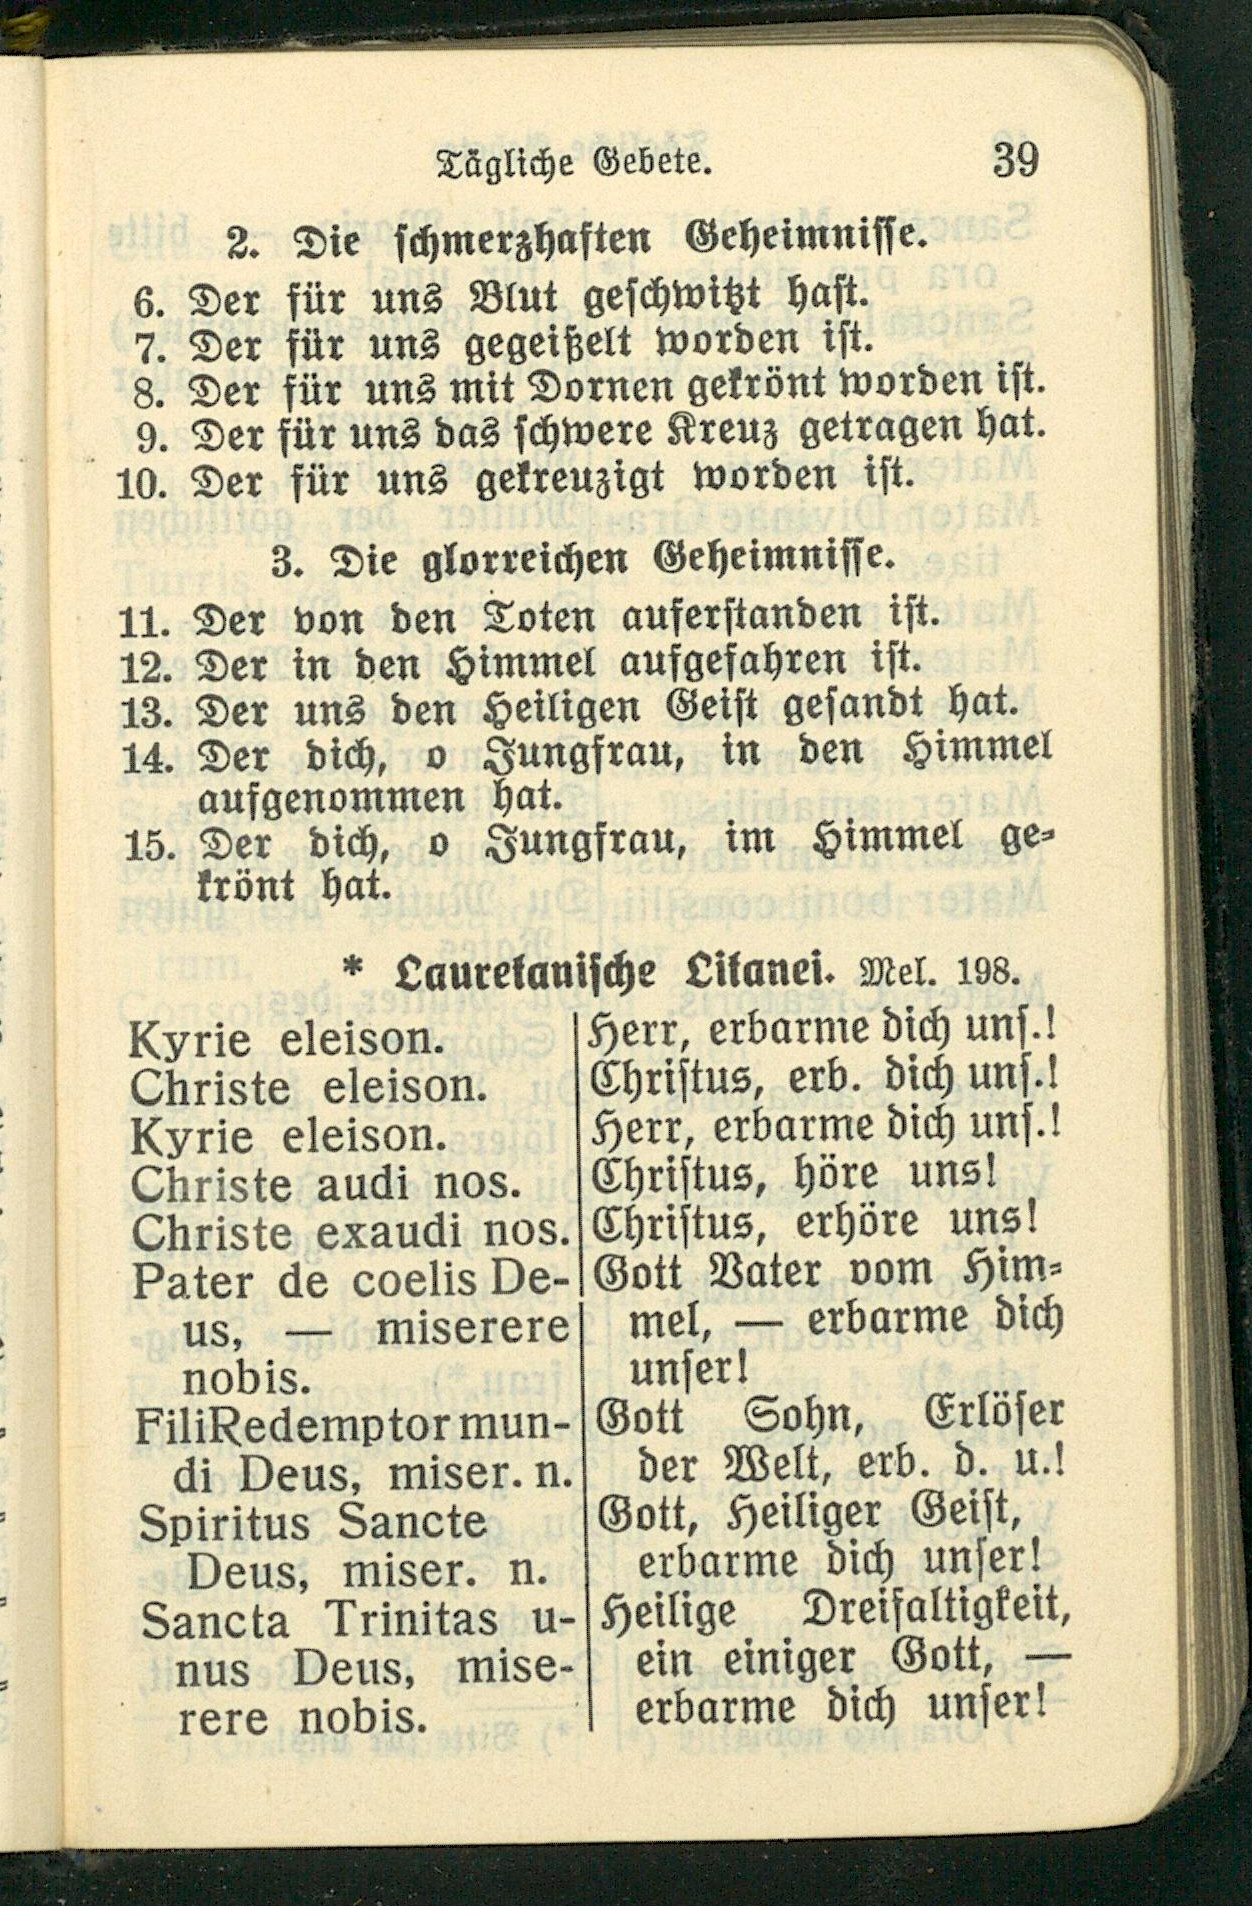 Tägliche Gebete. 39
2. Die schmerzhaften Geheimnisse.
6. Der für uns Blut geschwitzt hast.
7. Der für uns gegeißelt worden ist.
8. Der für uns mit Dornen gekrönt worden ist.
9. Der für uns das schwere Kreuz getragen hat.
10. Der für uns gekreuzigt worden ist.
3. Die glorreichen Geheimnisse.
11. Der von den Toten auferstanden ist.
12. Der in den Himmel aufgefahren ist.
13. Der uns den Heiligen Geist gesandt hat.
14. Der dich, o Jungfrau, in den Himmel
aufgenommen hat.
15. Der dich, o Jungfrau, im Himmel ge-
krönt hat.
* Lauretanische Litanei. Mel. 198.
Kyrie eleison.
Christe eleison.
Kyrie eleison.
Christe audi nos.
Christe exaudi nos.
Pater de coelis De-
us, — miserere
nobis.
Fili Redemptor mun-
di Deus, miser. n.
Spiritus Sancte
Deus, miser. n.
Sancta Trinitas u-
nus Deus, mise-
rere nobis.
Herr, erbarme dich uns.!
Christus, erb. dich uns.!
Herr, erbarme dich uns.!
Christus, höre uns!
Christus, erhöre uns!
Gott Vater vom Him-
mel, — erbarme dich
unser!
Gott Sohn, Erlöser
der Welt, erb. d. u.!
Gott, Heiliger Geist,
erbarme dich unser!
Heilige Dreifaltigkeit,
ein einiger Gott, —
erbarme dich unser!